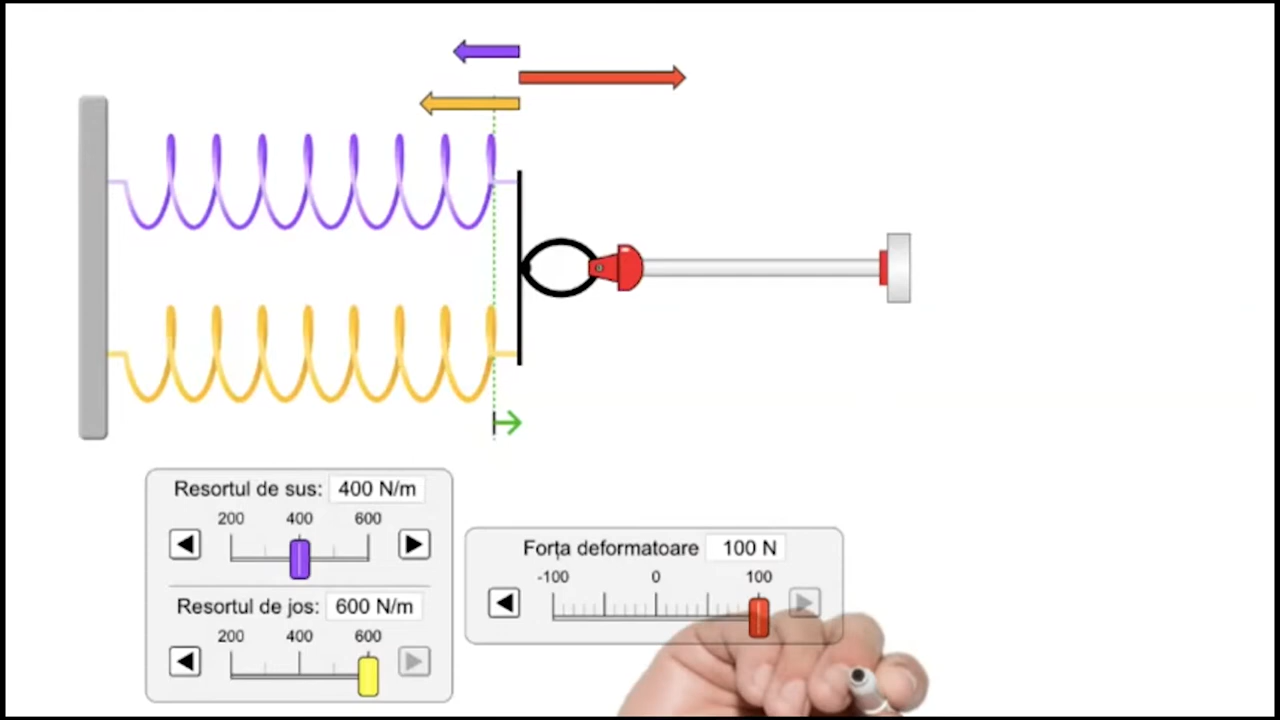 Resortul de sus: 400 N/m
200 400 600
Resortul de jos: 600 N/m
200 400 600
Forța deformatoare 100 N
-100 0 100